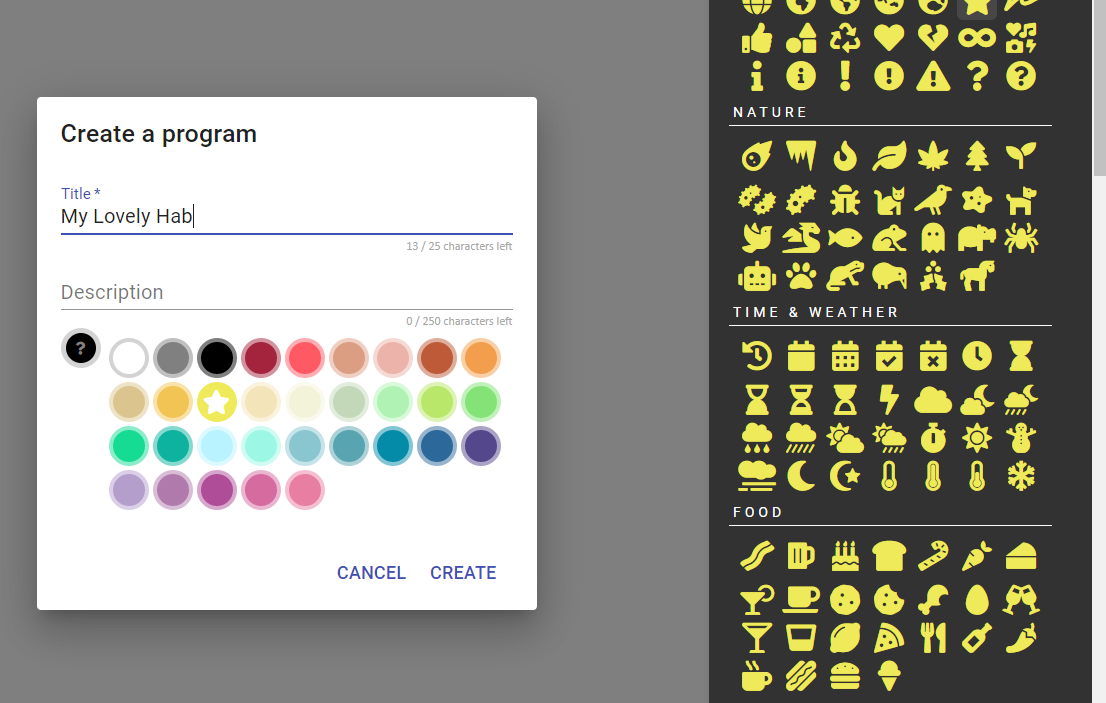 Create a program
Title *
My Lovely Hab
13 / 25 characters left
Description
0 / 250 characters left
?
CANCEL
CREATE
NATURE
TIME & WEATHER
FOOD